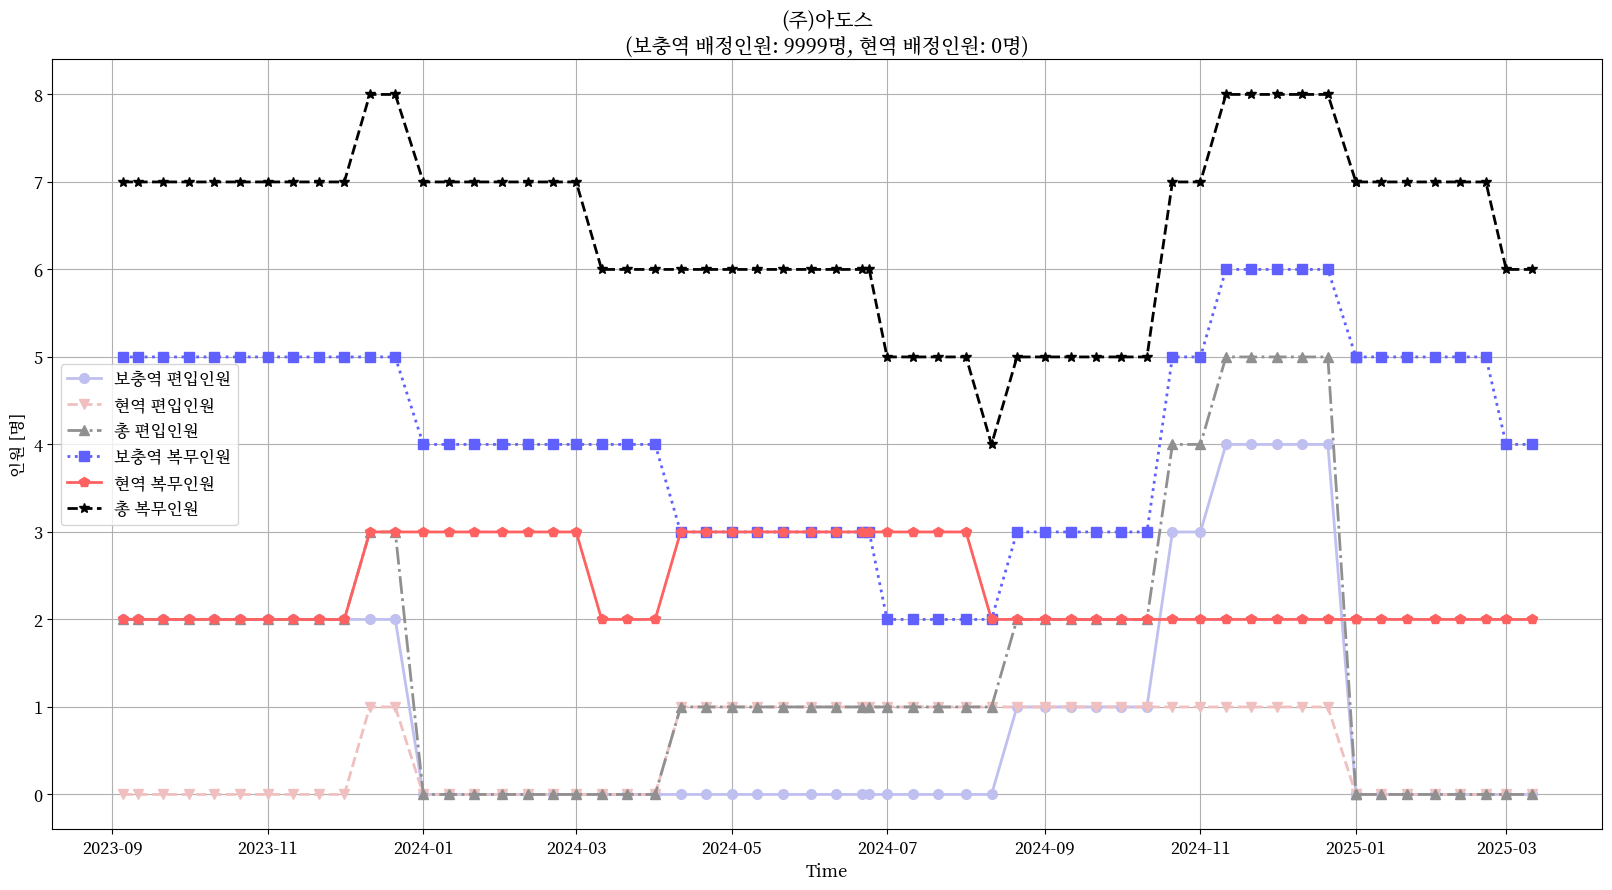 (주)아도스
(보충역 배정인원: 9999명, 현역 배정인원: 0명)
인원 [명]
8
7
6
5
4
3
2
1
0
보충역 편입인원
현역 편입인원
총 편입인원
보충역 복무인원
현역 복무인원
총 복무인원
2023-09 2023-11 2024-01 2024-03 2024-05 2024-07 2024-09 2024-11 2025-01 2025-03
Time